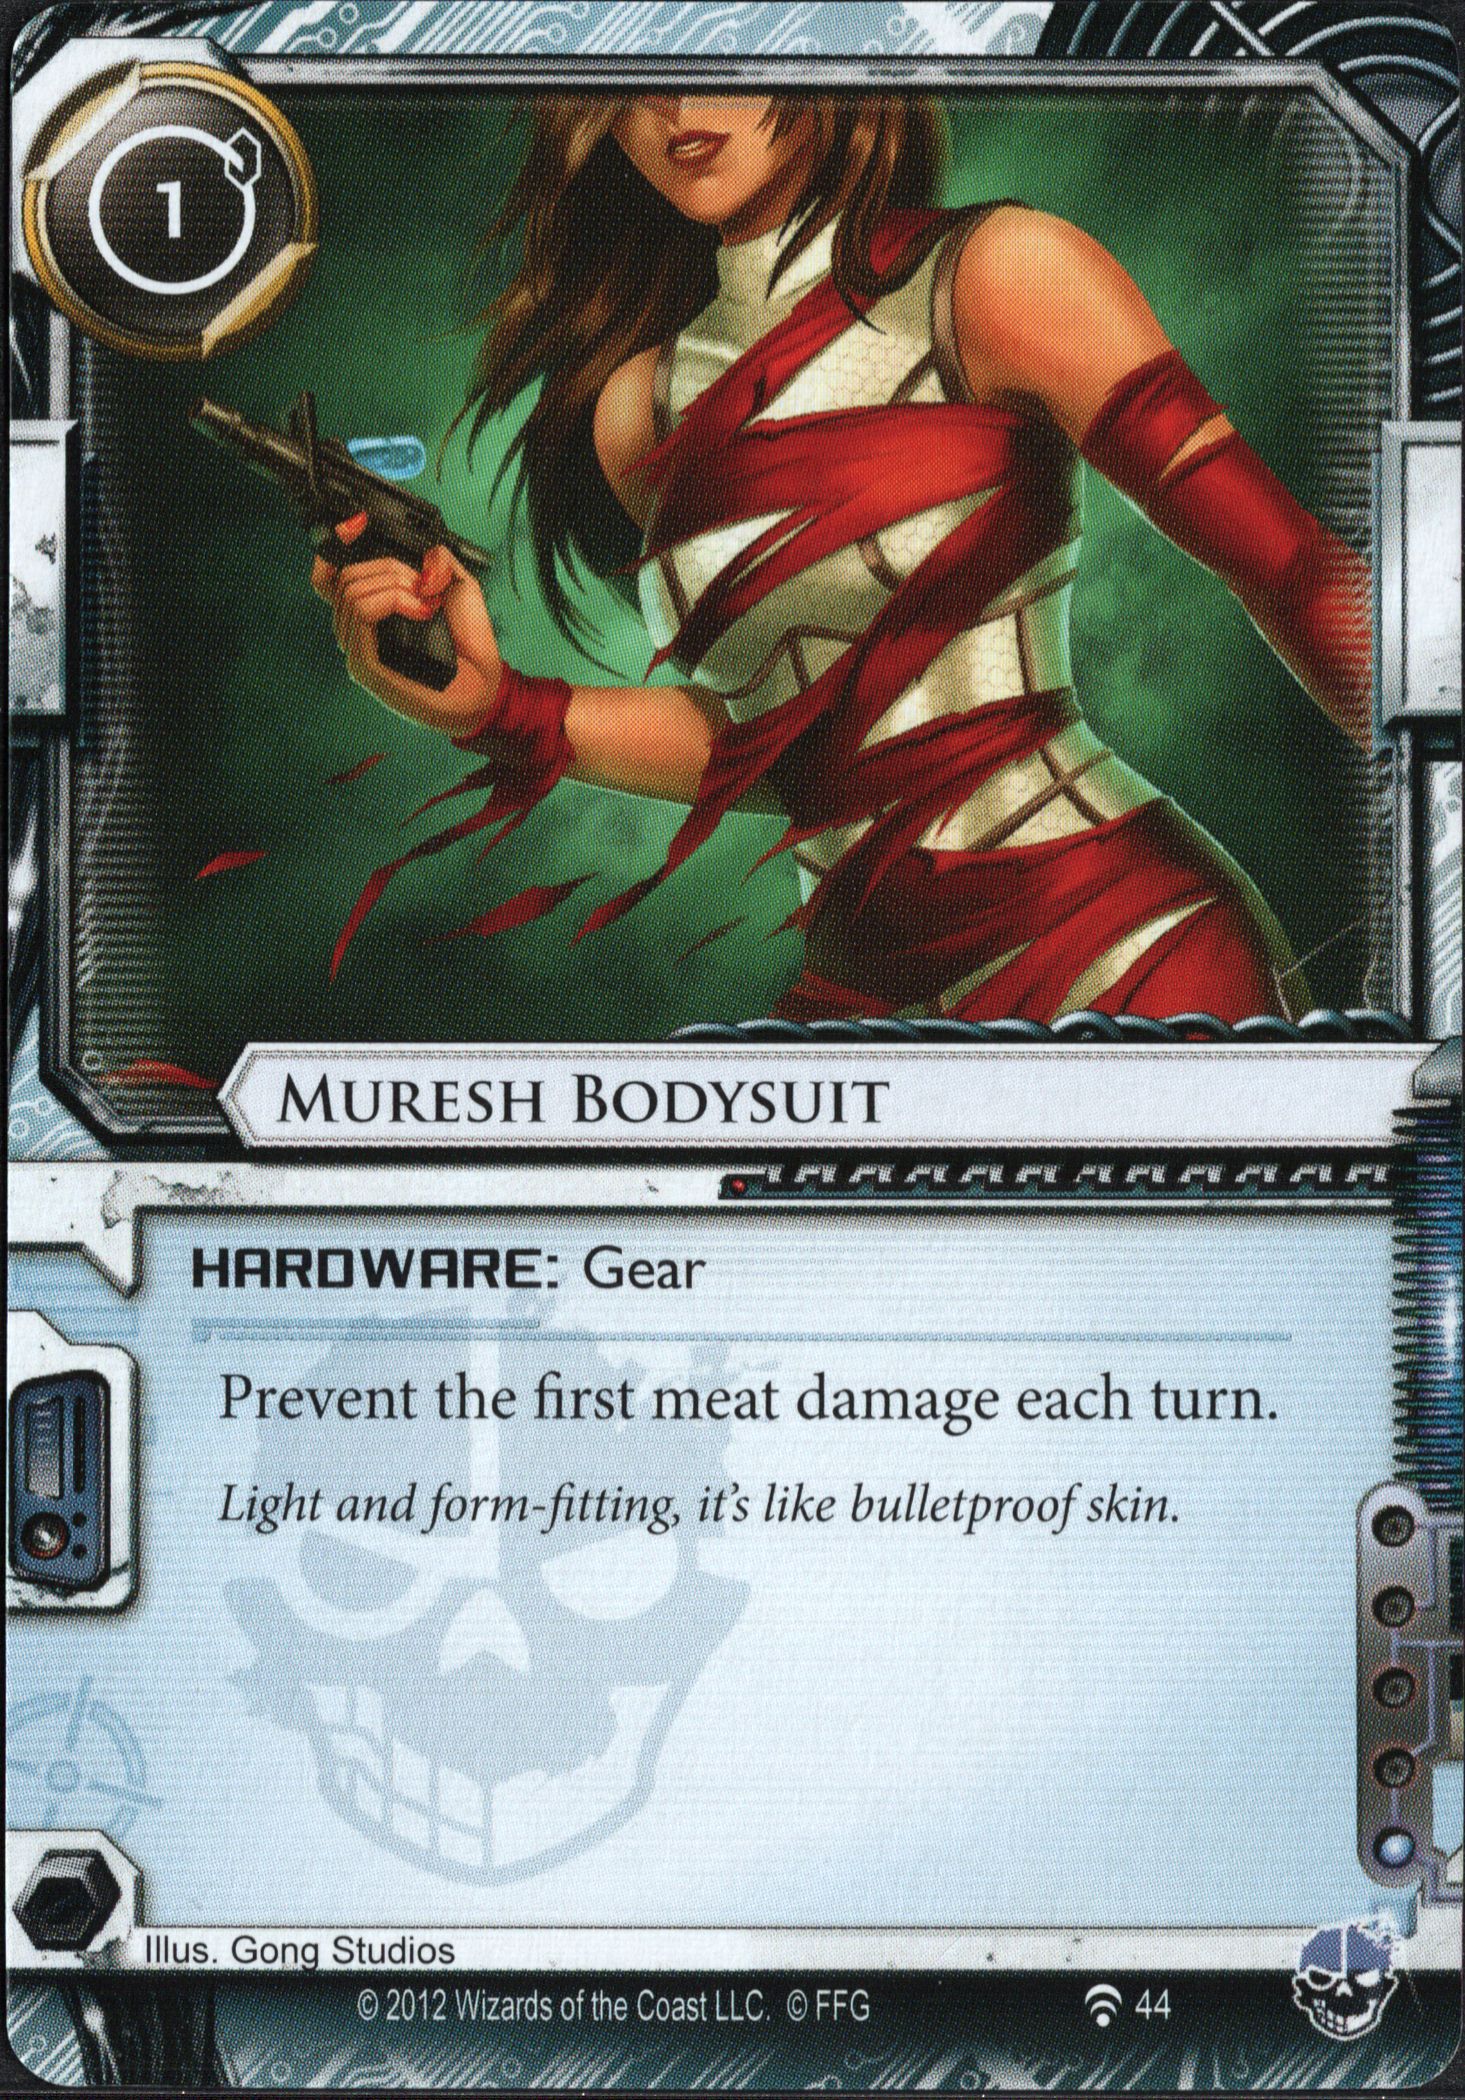 1
MURESH BODYSUIT
HARDWARE: Gear
Prevent the first meat damage each turn.
Light and form-fitting, it's like bulletproof skin.
Illus. Gong Studios
© 2012 Wizards of the Coast LLC. © FFG 44